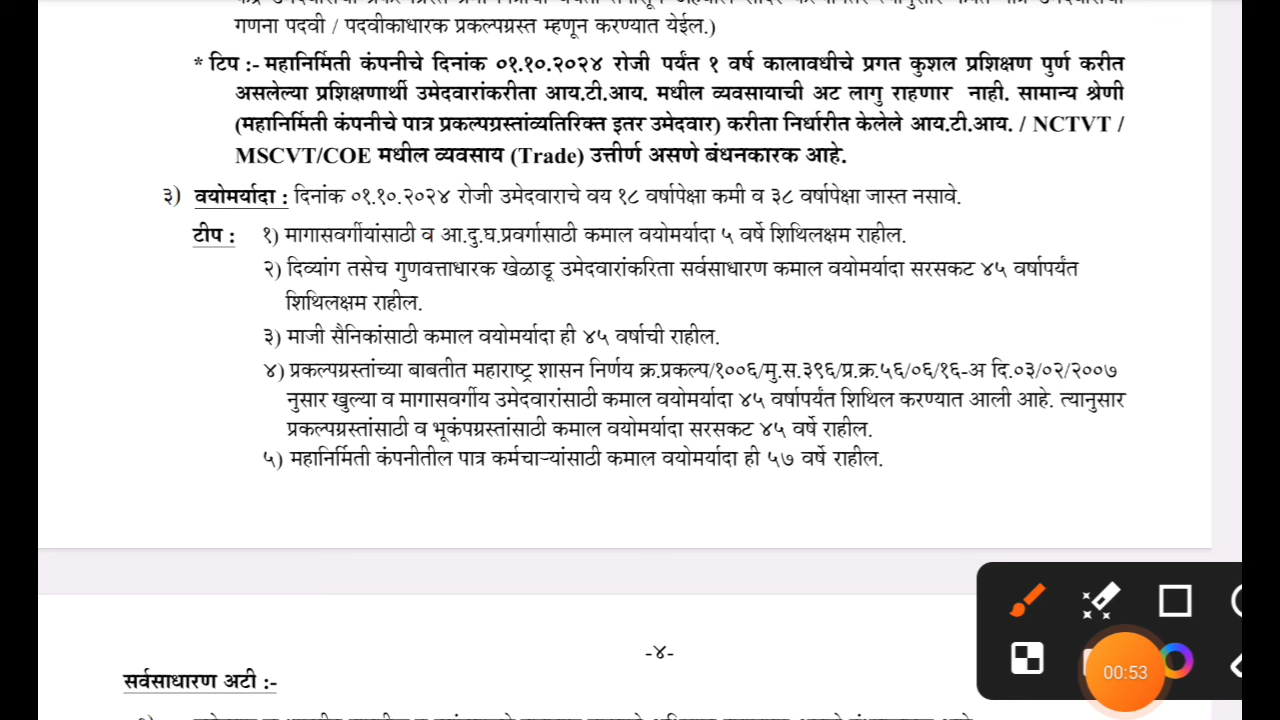 गणना पदवी / पदवीकाधारक प्रकल्पग्रस्त म्हणून करण्यात येईल.)
* टिप :- महानिर्मिती कंपनीचे दिनांक ०१.१०.२०२४ रोजी पर्यंत १ वर्ष कालावधीचे प्रगत कुशल प्रशिक्षण पुर्ण करीत
असलेल्या प्रशिक्षणार्थी उमेदवारांकरीता आय.टी.आय. मधील व्यवसायाची अट लागु राहणार नाही. सामान्य श्रेणी
(महानिर्मिती कंपनीचे पात्र प्रकल्पग्रस्तांव्यतिरिक्त इतर उमेदवार) करीता निर्धारीत केलेले आय.टी.आय. / NCTVT /
MSCVT/COE मधील व्यवसाय (Trade) उत्तीर्ण असणे बंधनकारक आहे.
३) वयोमर्यादा : दिनांक ०१.१०.२०२४ रोजी उमेदवाराचे वय १८ वर्षापेक्षा कमी व ३८ वर्षापेक्षा जास्त नसावे.
टीप : १) मागासवर्गीयांसाठी व आ.दु.घ.प्रवर्गासाठी कमाल वयोमर्यादा ५ वर्षे शिथिलक्षम राहील.
२) दिव्यांग तसेच गुणवत्ताधारक खेळाडू उमेदवारांकरिता सर्वसाधारण कमाल वयोमर्यादा सरसकट ४५ वर्षापर्यंत
शिथिलक्षम राहील.
३) माजी सैनिकांसाठी कमाल वयोमर्यादा ही ४५ वर्षाची राहील.
४) प्रकल्पग्रस्तांच्या बाबतीत महाराष्ट्र शासन निर्णय क्र.प्रकल्प/१००६/मु.स.३९६/प्र.क्र.५६/०६/१६-अ दि.०३/०२/२००७
नुसार खुल्या व मागासवर्गीय उमेदवारांसाठी कमाल वयोमर्यादा ४५ वर्षापर्यंत शिथिल करण्यात आली आहे. त्यानुसार
प्रकल्पग्रस्तांसाठी व भूकंपग्रस्तांसाठी कमाल वयोमर्यादा सरसकट ४५ वर्षे राहील.
५) महानिर्मिती कंपनीतील पात्र कर्मचाऱ्यांसाठी कमाल वयोमर्यादा ही ५७ वर्षे राहील.
-४-
सर्वसाधारण अटी :-
00:53